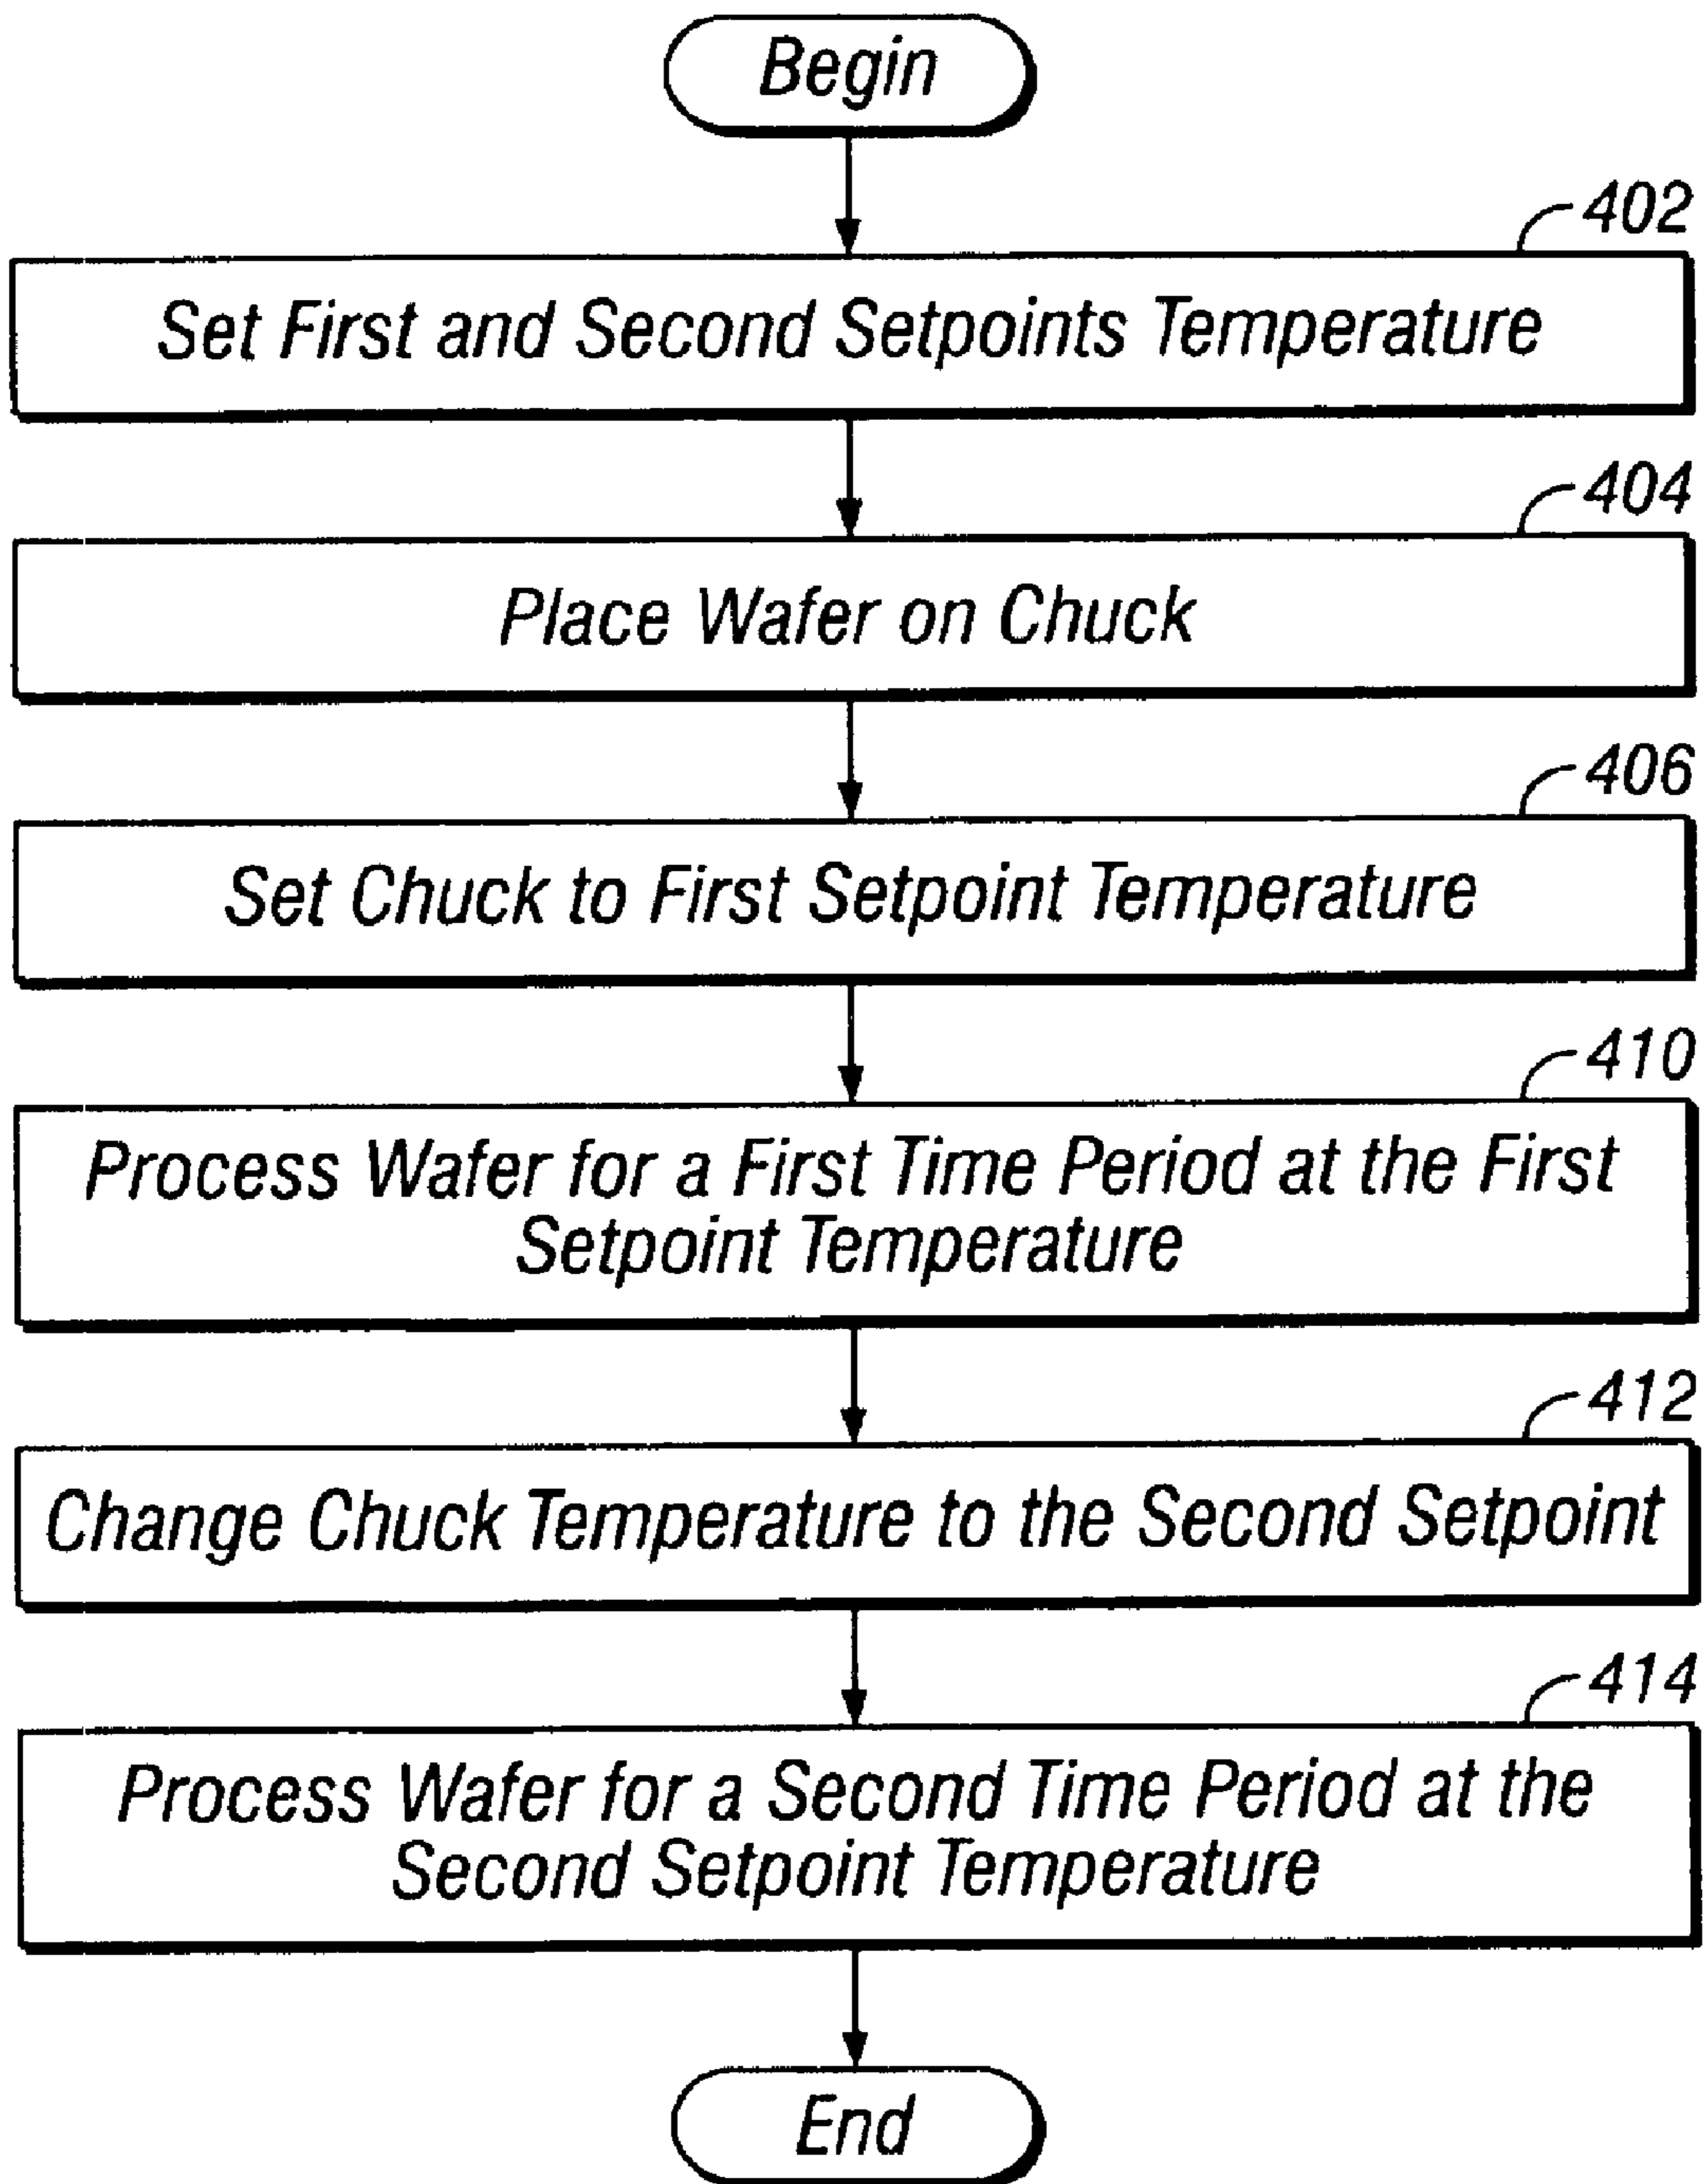 Begin
402
Set First and Second Setpoints Temperature
404
Place Wafer on Chuck
406
Set Chuck to First Setpoint Temperature
410
Process Wafer for a First Time Period at the First
Setpoint Temperature
412
Change Chuck Temperature to the Second Setpoint
414
Process Wafer for a Second Time Period at the
Second Setpoint Temperature
End